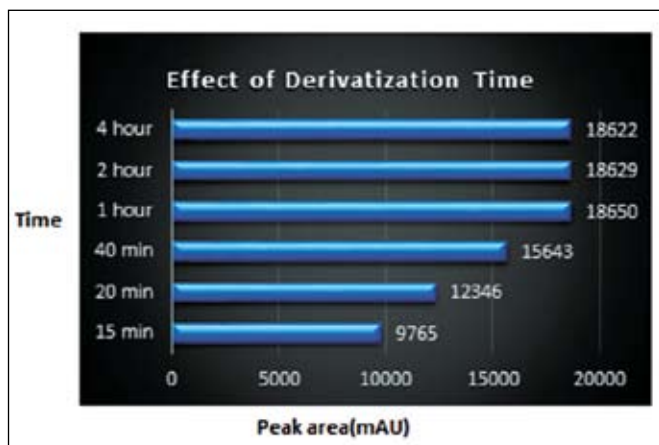 Effect of Derivatization Time
4 hour 18622
2 hour 18629
Time
1 hour 18650
40 min 15643
20 min 12346
15 min 9765
0 5000 10000 15000 20000
Peak area(mAU)